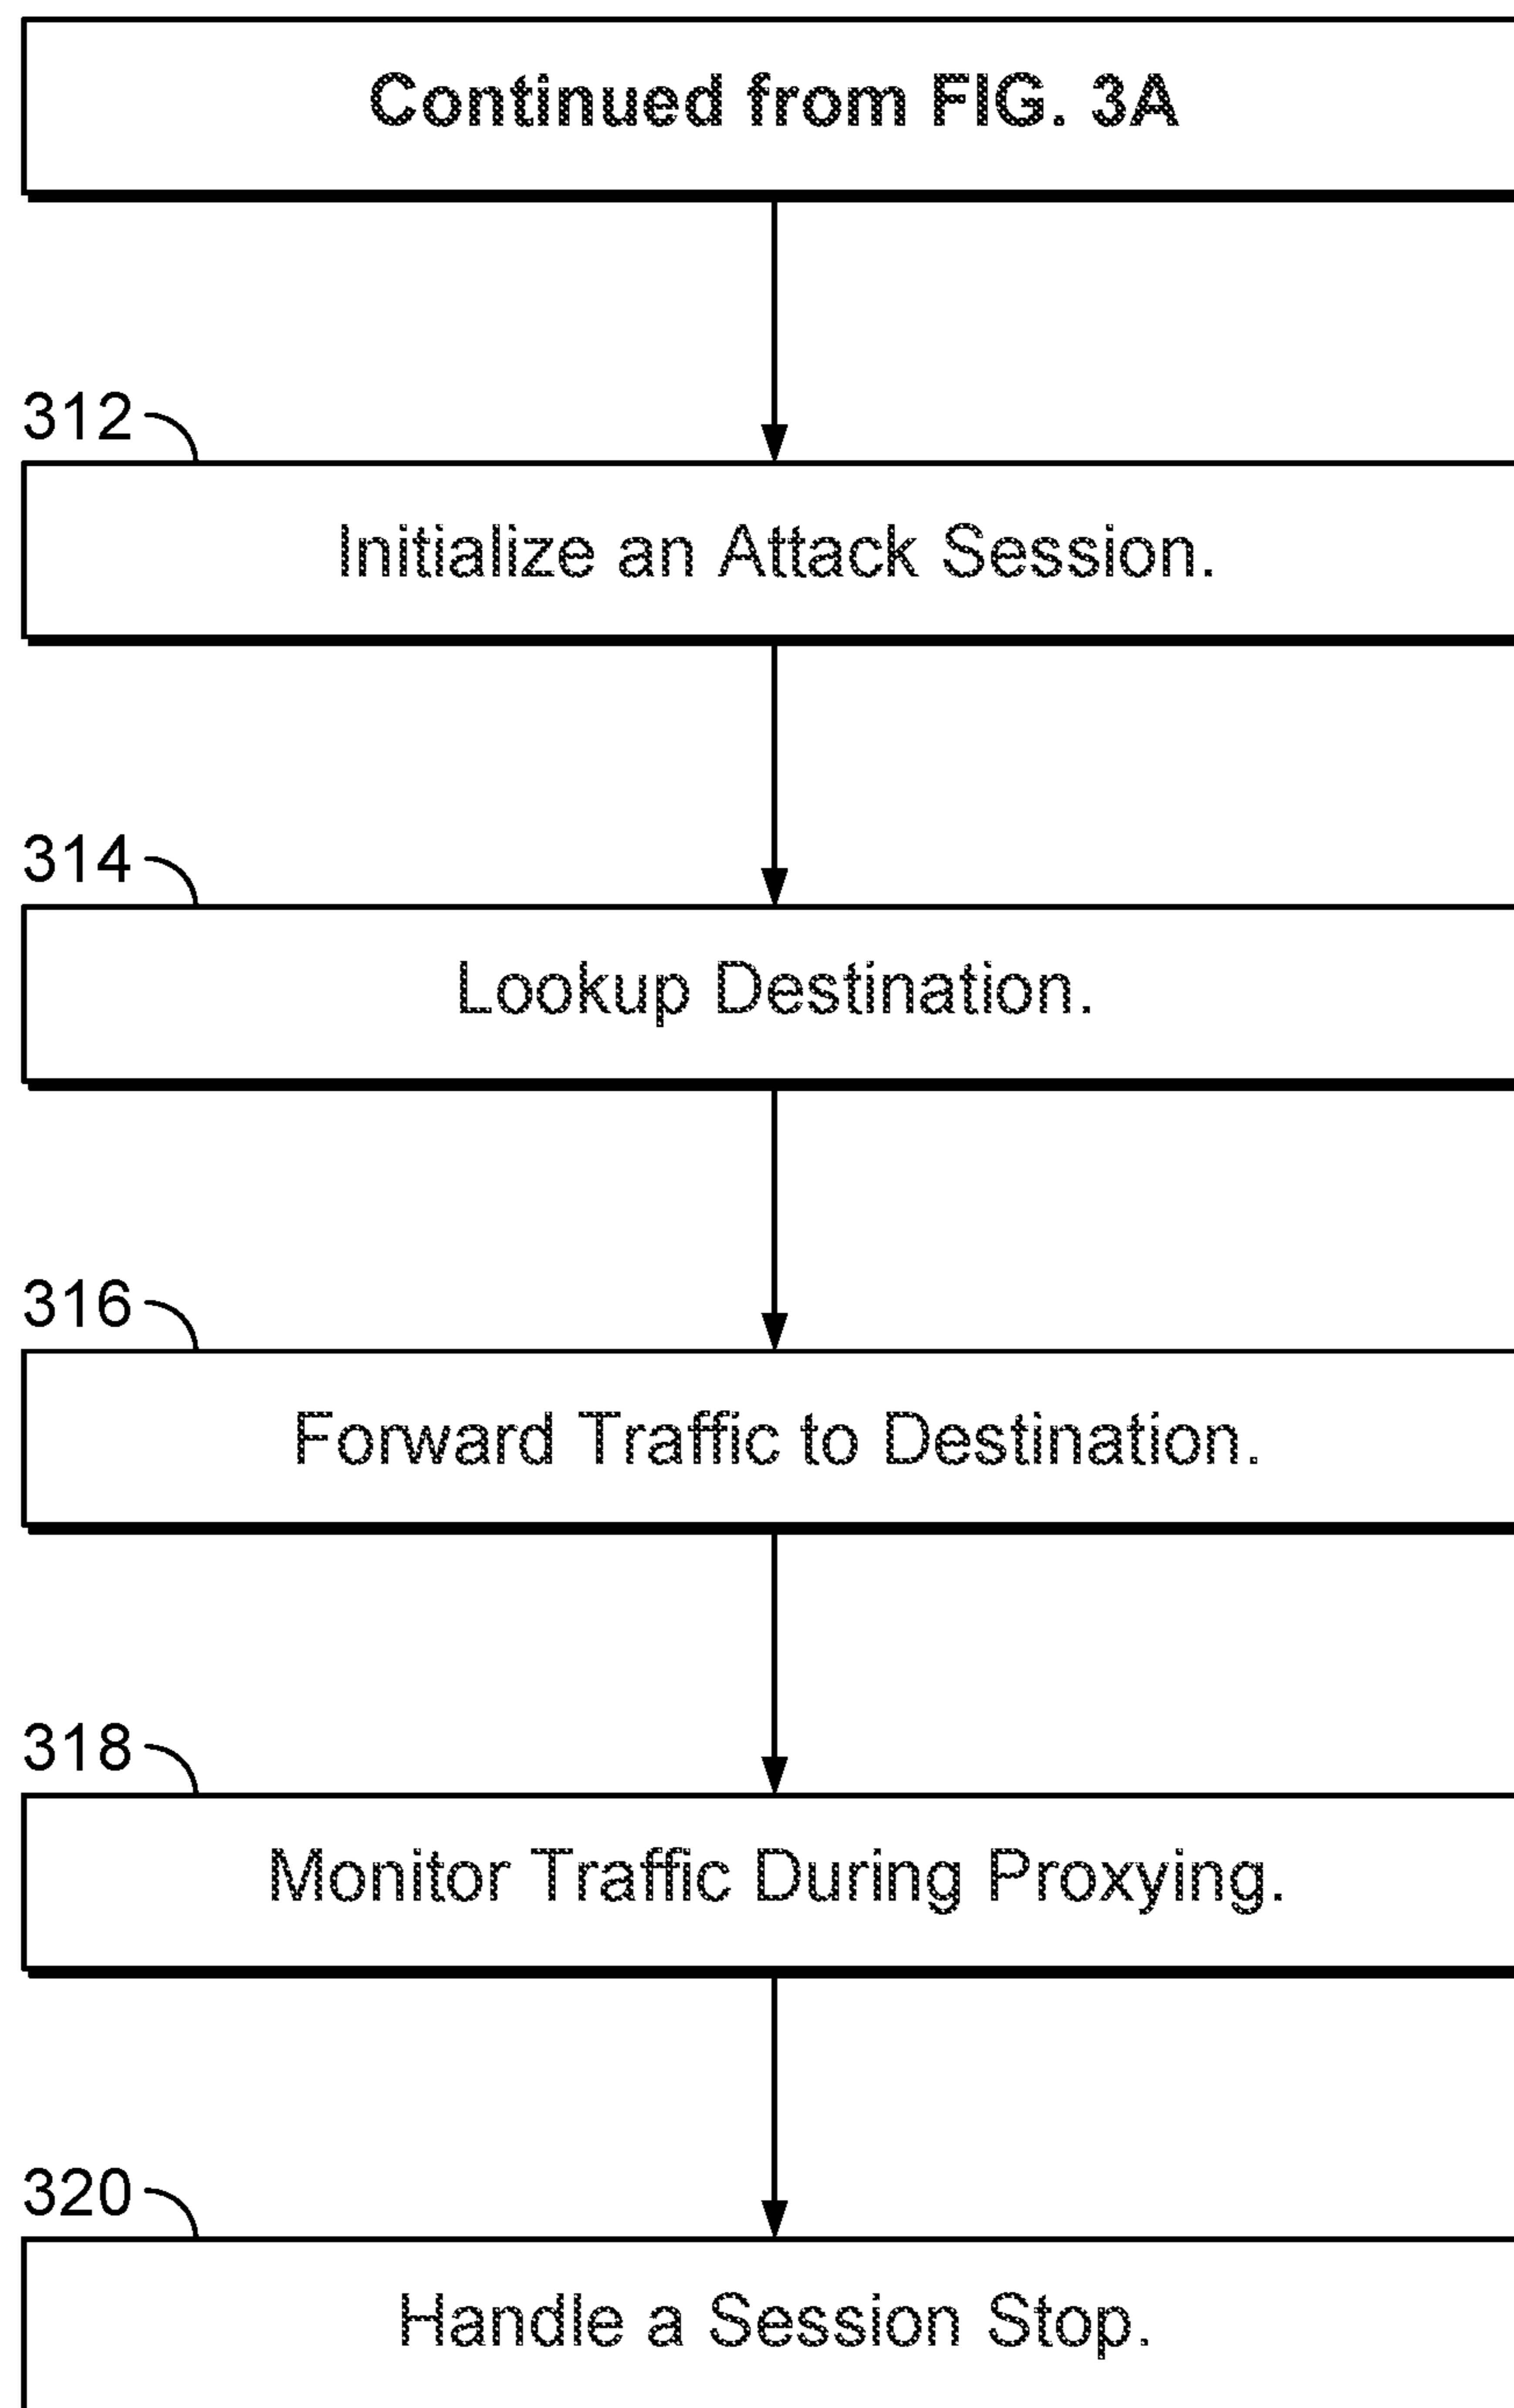 Continued from FIG. 3A
312
Initialize an Attack Session.
314
Lookup Destination.
316
Forward Traffic to Destination.
318
Monitor Traffic During Proxying.
320
Handle a Session Stop.